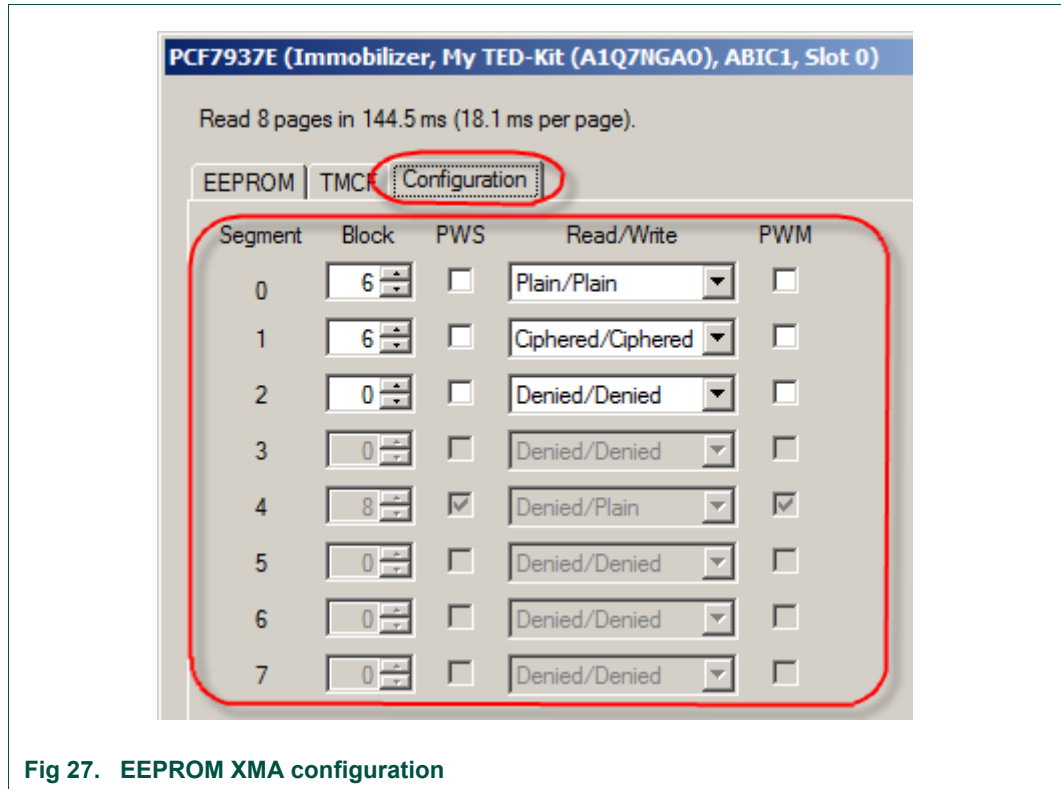 PCF7937E (Immobilizer, My TED-Kit (A1Q7NGAO), ABIC1, Slot 0)
Read 8 pages in 144.5 ms (18.1 ms per page).
EEPROM TMCF Configuration
Segment Block PWS Read/Write PWM
0 6 Plain/Plain
1 6 Ciphered/Ciphered
2 0 Denied/Denied
3 0 Denied/Denied
4 8 Denied/Plain
5 0 Denied/Denied
6 0 Denied/Denied
7 0 Denied/Denied
Fig 27. EEPROM XMA configuration